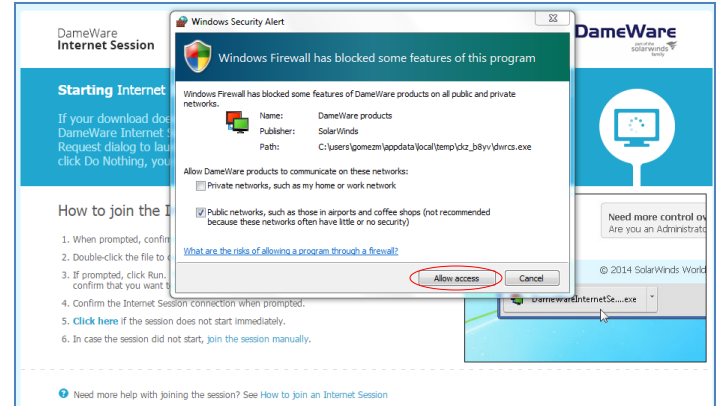 DameWare
Internet Session
DameWare
part of the
solarwinds
family
Windows Security Alert
Windows Firewall has blocked some features of this program
Windows Firewall has blocked some features of DameWare products on all public and private
networks.
Name: DameWare products
Publisher: SolarWinds
Path: C:\users\gomezm\appdata\local\temp\ckz_b8yv\dwrcs.exe
Allow DameWare products to communicate on these networks:
Private networks, such as my home or work network
Public networks, such as those in airports and coffee shops (not recommended
because these networks often have little or no security)
What are the risks of allowing a program through a firewall?
Allow access
Cancel
Starting Internet
If your download doe
DameWare Internet S
Request dialog to lau
click Do Nothing, you
How to join the I
1. When prompted, confirm
2. Double-click the file to
3. If prompted, click Run.
confirm that you want t
4. Confirm the Internet Session connection when prompted.
5. Click here if the session does not start immediately.
6. In case the session did not start, join the session manually.
Need more control ov
Are you an Administrato
© 2014 SolarWinds World
DameWareInternetSe....exe
Need more help with joining the session? See How to join an Internet Session